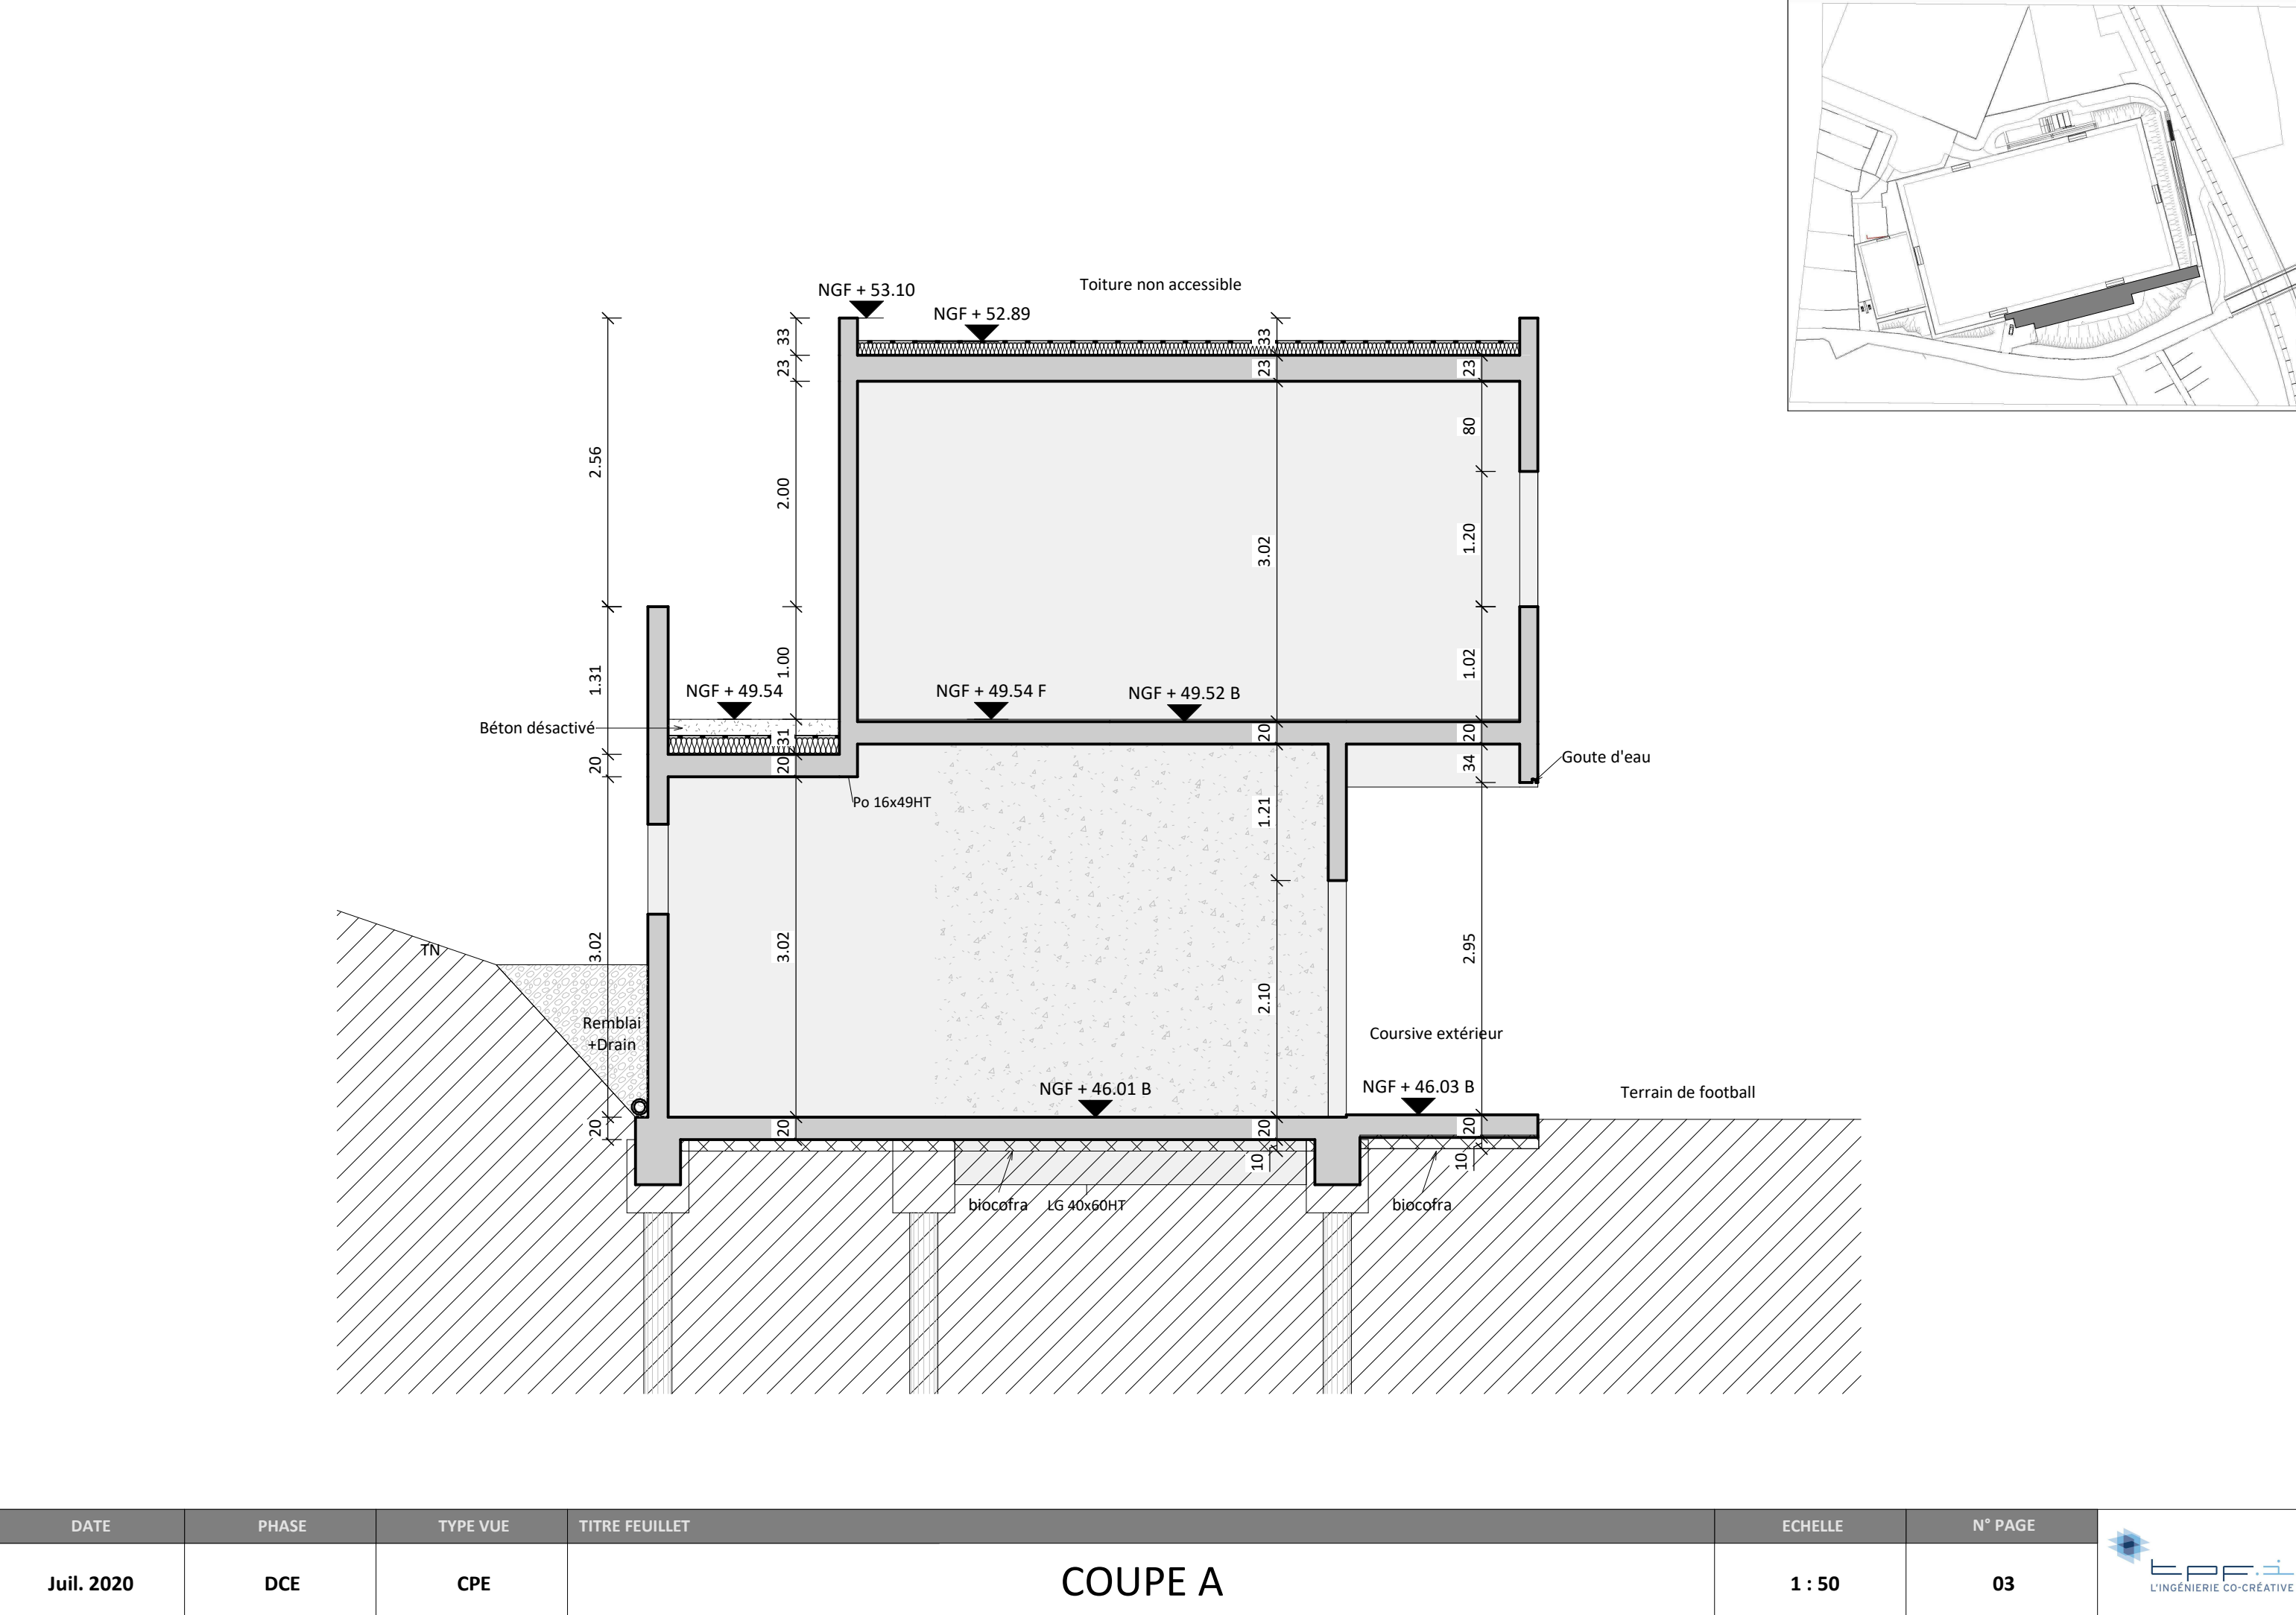 Toiture non accessible
NGF + 53.10
NGF + 52.89
33
23
33
23
23
80
2.56
2.00
3.02
1.20
1.31
1.00
1.02
NGF + 49.54
NGF + 49.54 F
NGF + 49.52 B
Béton désactivé
31
20
20
20
20
34
Goute d'eau
Po 16x49HT
1.21
TN
3.02
3.02
2.95
2.10
Remblai
+Drain
Coursive extérieur
NGF + 46.01 B
NGF + 46.03 B
Terrain de football
20
20
20
20
10
10
biocofra
LG 40x60HT
biocofra
DATE
PHASE
TYPE VUE
TITRE FEUILLET
ECHELLE
N° PAGE
Juil. 2020
DCE
CPE
COUPE A
1 : 50
03
tpf.i
L'INGÉNIERIE CO-CRÉATIVE